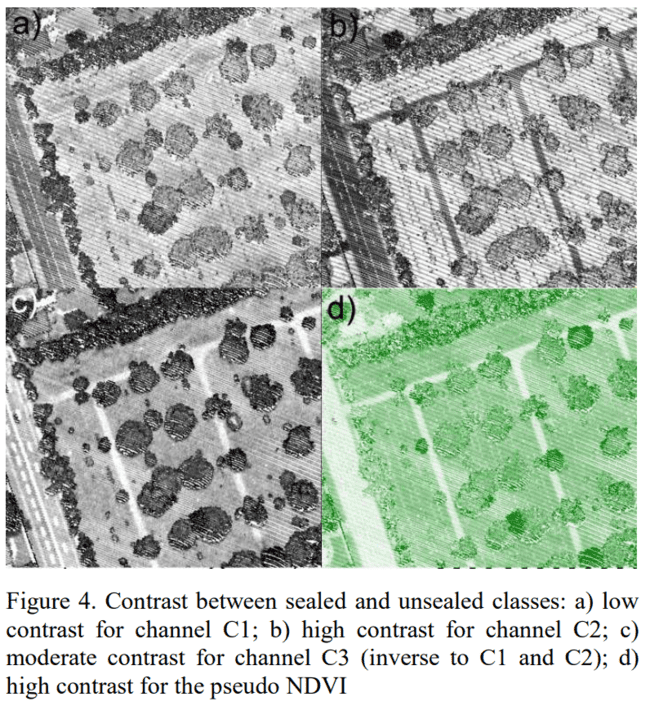 a)
b)
c)
d)
Figure 4. Contrast between sealed and unsealed classes: a) low
contrast for channel C1; b) high contrast for channel C2; c)
moderate contrast for channel C3 (inverse to C1 and C2); d)
high contrast for the pseudo NDVI